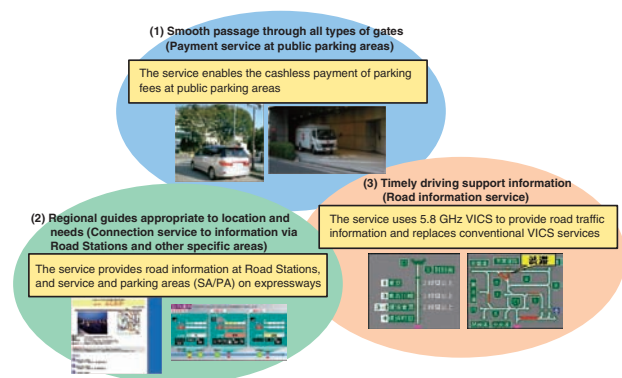 (1) Smooth passage through all types of gates
(Payment service at public parking areas)
The service enables the cashless payment of parking
fees at public parking areas
(2) Regional guides appropriate to location and
needs (Connection service to information via
Road Stations and other specific areas)
The service provides road information at Road Stations,
and service and parking areas (SA/PA) on expressways
(3) Timely driving support information
(Road information service)
The service uses 5.8 GHz VICS to provide road traffic
information and replaces conventional VICS services
渋滞